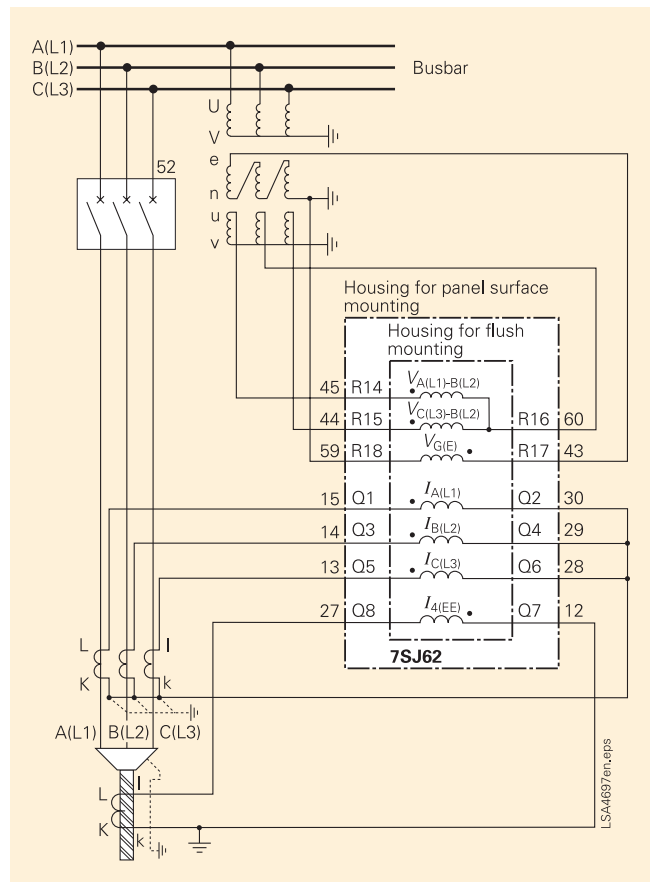 A(L1)
B(L2)
C(L3)
Busbar
U
V
52
e
n
u
v
Housing for panel surface
mounting
Housing for flush
mounting
45 R14 VA(L1)-B(L2)
44 R15 VC(L3)-B(L2) R16 60
59 R18 VG(E) R17 43
15 Q1 IA(L1) Q2 30
14 Q3 IB(L2) Q4 29
13 Q5 IC(L3) Q6 28
27 Q8 I4(EE) Q7 12
7SJ62
L l
K k
A(L1) B(L2) C(L3)
L l
K k
LSA4697en.eps